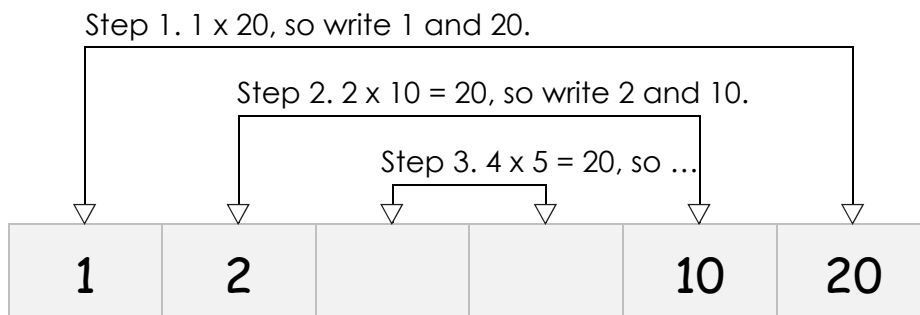 Step 1. 1 x 20, so write 1 and 20.
Step 2. 2 x 10 = 20, so write 2 and 10.
Step 3. 4 x 5 = 20, so …
1 2 10 20